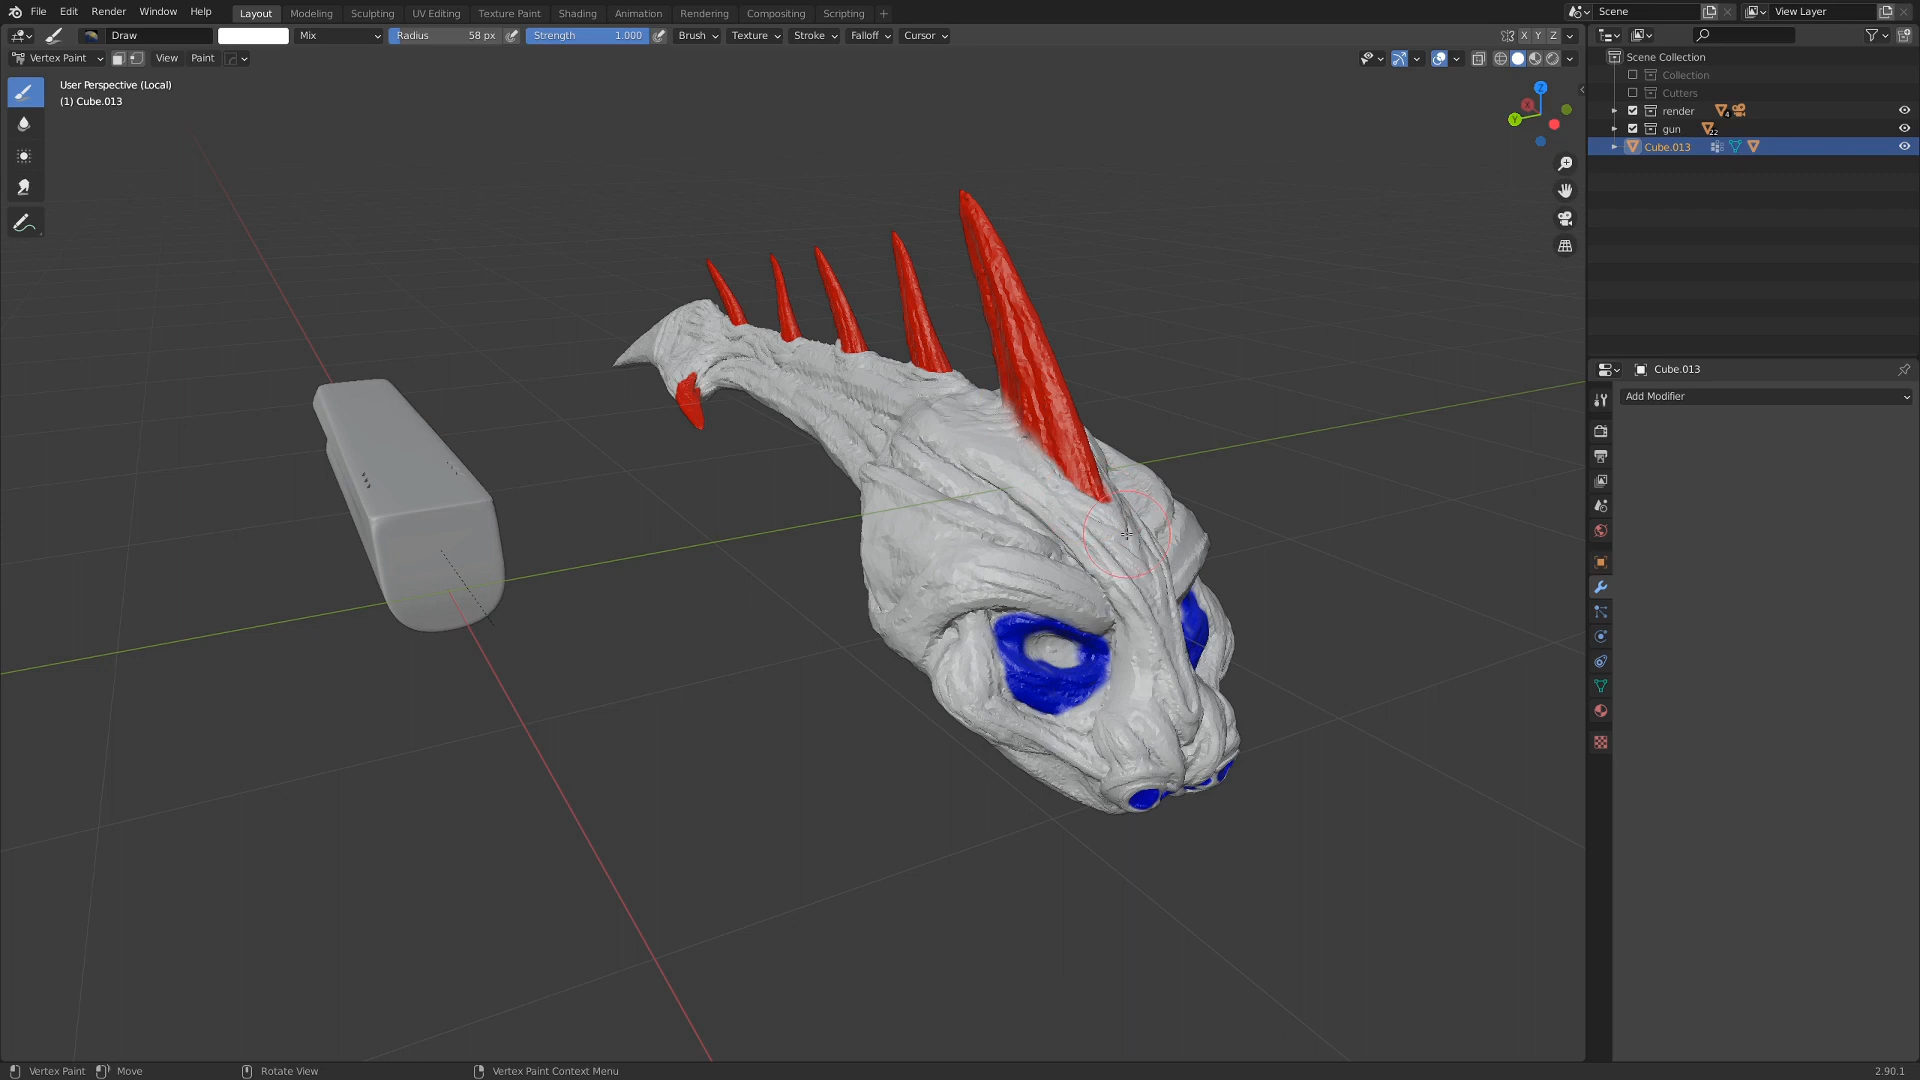 File Edit Render Window Help Layout Modeling Sculpting UV Editing Texture Paint Shading Animation Rendering Compositing Scripting + Scene View Layer
Draw Mix Radius 58 px Strength 1.000 Brush Texture Stroke Falloff Cursor X Y Z
Vertex Paint View Paint
User Perspective (Local)
(1) Cube.013
Z
X
Y
Scene Collection
Collection
Cutters
render 4
gun 22
Cube.013
Cube.013
Add Modifier
Vertex Paint Move Rotate View Vertex Paint Context Menu 2.90.1